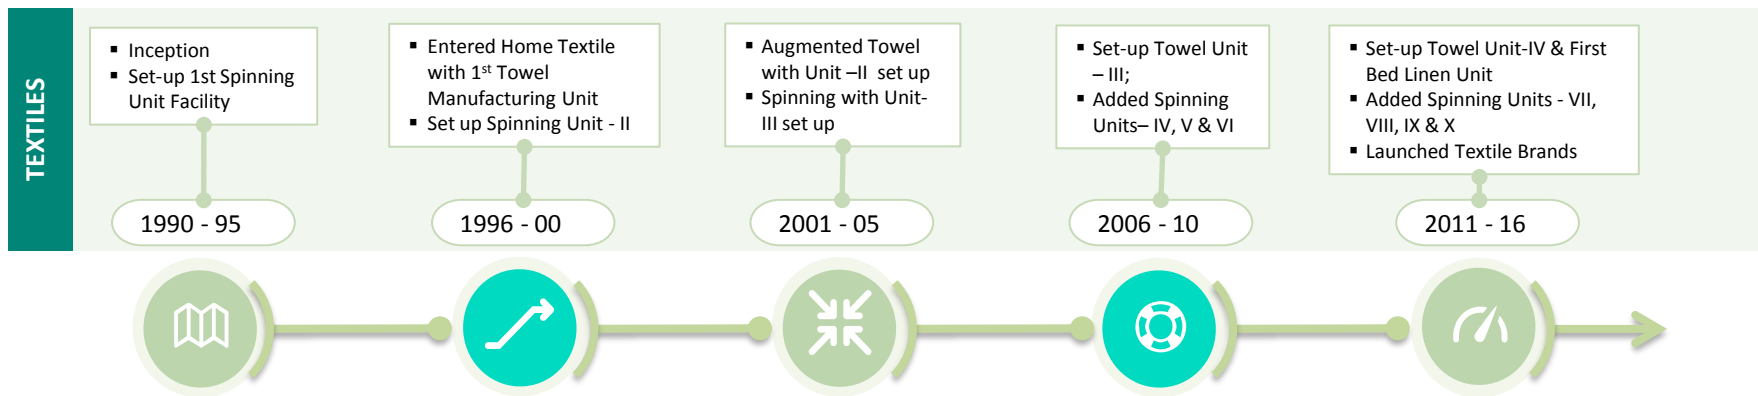 TEXTILES
▪ Inception
▪ Set-up 1st Spinning
Unit Facility
1990 - 95
▪ Entered Home Textile
with 1st Towel
Manufacturing Unit
▪ Set up Spinning Unit - II
1996 - 00
▪ Augmented Towel
with Unit –II set up
▪ Spinning with Unit-
III set up
2001 - 05
▪ Set-up Towel Unit
– III;
▪ Added Spinning
Units– IV, V & VI
2006 - 10
▪ Set-up Towel Unit-IV & First
Bed Linen Unit
▪ Added Spinning Units - VII,
VIII, IX & X
▪ Launched Textile Brands
2011 - 16